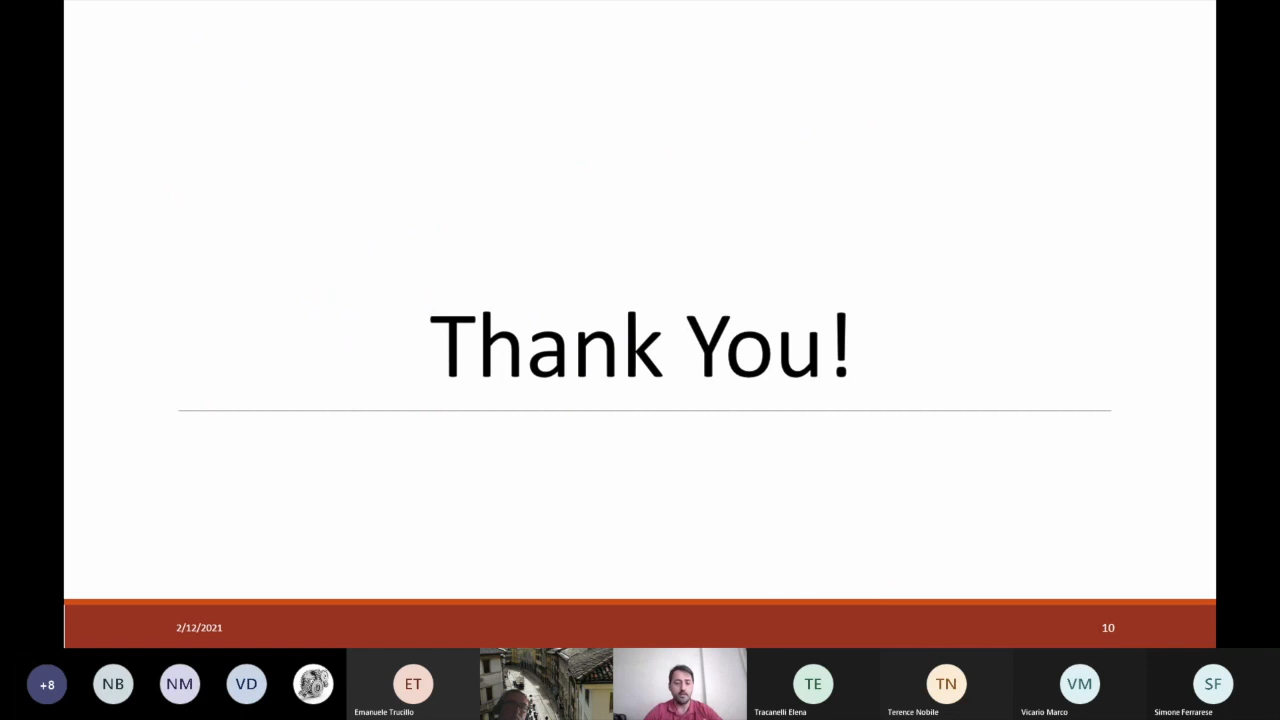 Thank You!
2/12/2021
10
+8
NB
NM
VD
ET
Emanuele Trucillo
TE
Tracanelli Elena
TN
Terence Nobile
VM
Vicario Marco
SF
Simone Ferrarese